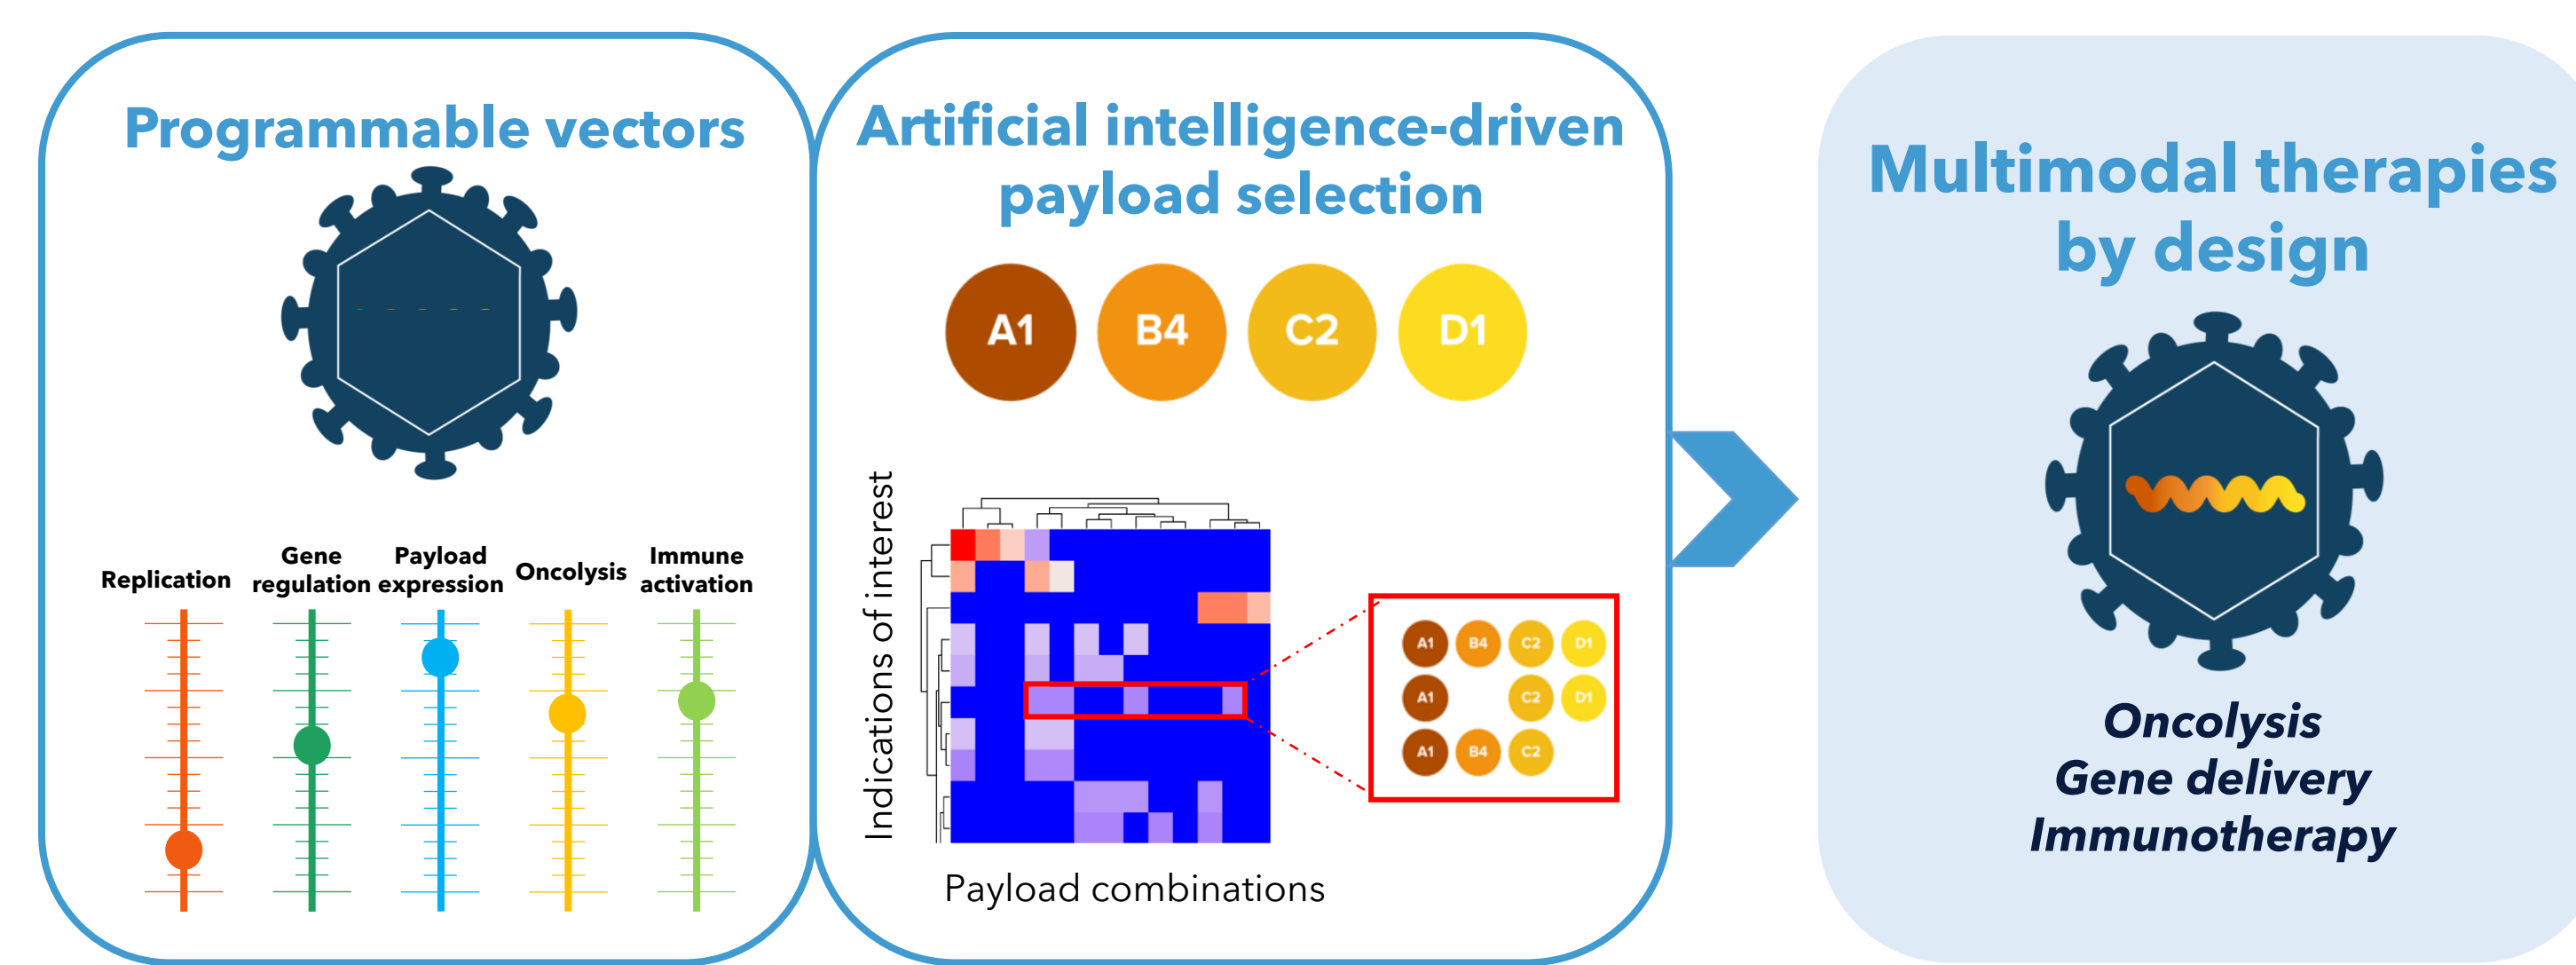 Programmable vectors
Replication
Gene
regulation
Payload
expression
Oncolysis
Immune
activation
Artificial intelligence-driven
payload selection
A1 B4 C2 D1
Indications of interest
Payload combinations
A1 B4 C2 D1
A1 C2 D1
A1 B4 C2
Multimodal therapies
by design
Oncolysis
Gene delivery
Immunotherapy